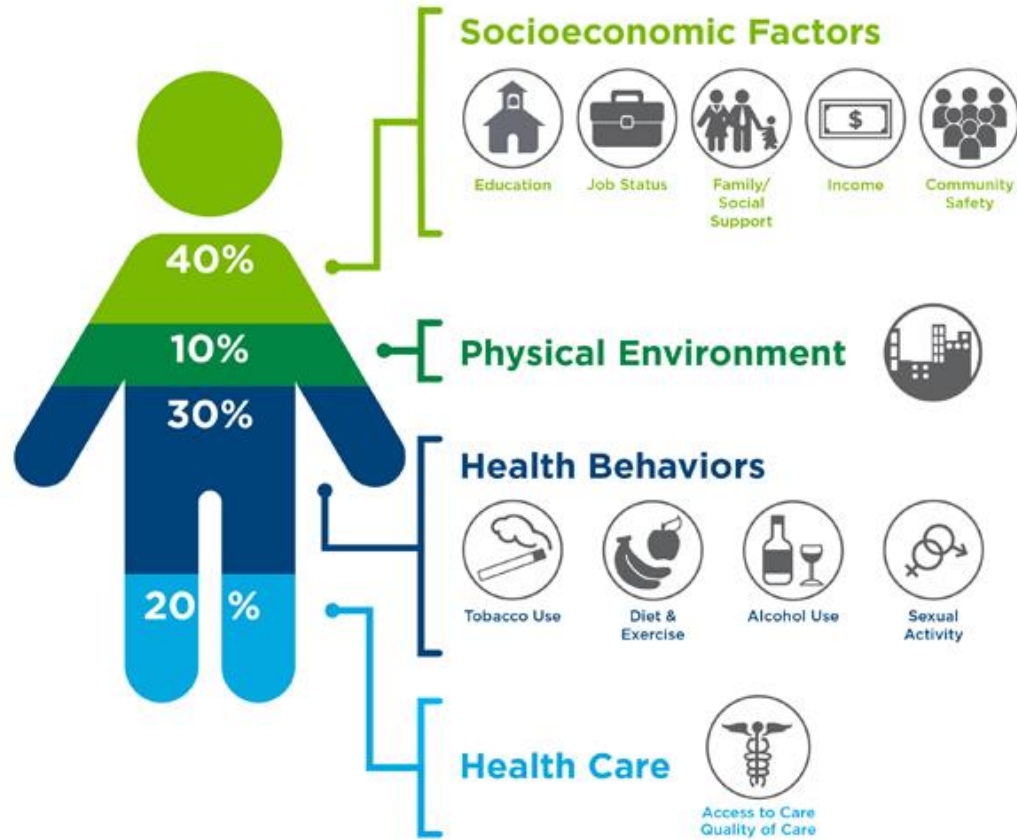 Socioeconomic Factors
$
Education
Job Status
Family/
Social
Support
Income
Community
Safety
40%
10%
Physical Environment
30%
Health Behaviors
Tobacco Use
Diet &
Exercise
Alcohol Use
Sexual
Activity
20 %
Health Care
Access to Care
Quality of Care